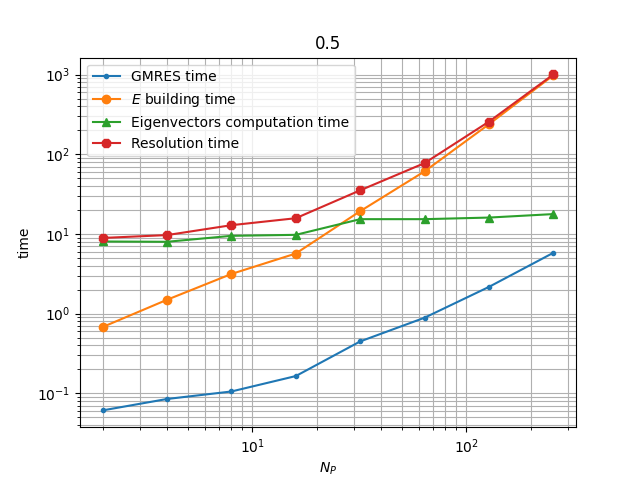 0.5
GMRES time
E building time
Eigenvectors computation time
Resolution time
10³
10²
10¹
10⁰
10⁻¹
time
10¹ 10²
N_P